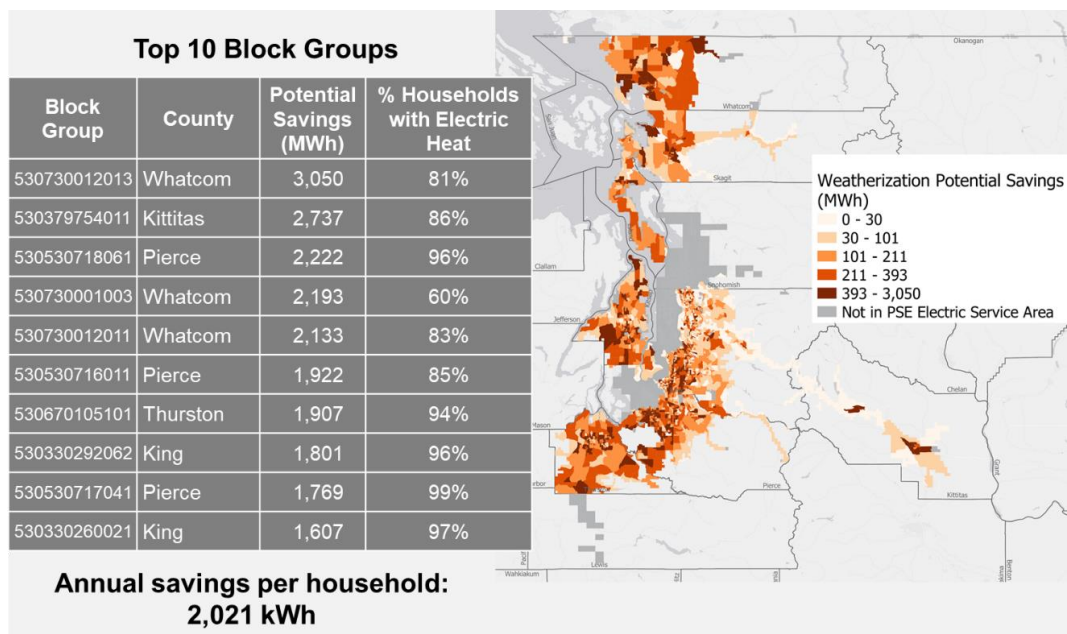 Top 10 Block Groups
Block Group County Potential Savings (MWh) % Households with Electric Heat
530730012013 Whatcom 3,050 81%
530379754011 Kittitas 2,737 86%
530530718061 Pierce 2,222 96%
530730001003 Whatcom 2,193 60%
530730012011 Whatcom 2,133 83%
530530716011 Pierce 1,922 85%
530670105101 Thurston 1,907 94%
530330292062 King 1,801 96%
530530717041 Pierce 1,769 99%
530330260021 King 1,607 97%
Annual savings per household:
2,021 kWh
Okanogan
Whatcom
Skagit
Weatherization Potential Savings
(MWh)
0 - 30
30 - 101
101 - 211
211 - 393
393 - 3,050
Not in PSE Electric Service Area
Clallam
Snohomish
Jefferson
Chelan
Mason
Grant
Kittitas
Pierce
Lewis
Wahkiakum
Benton